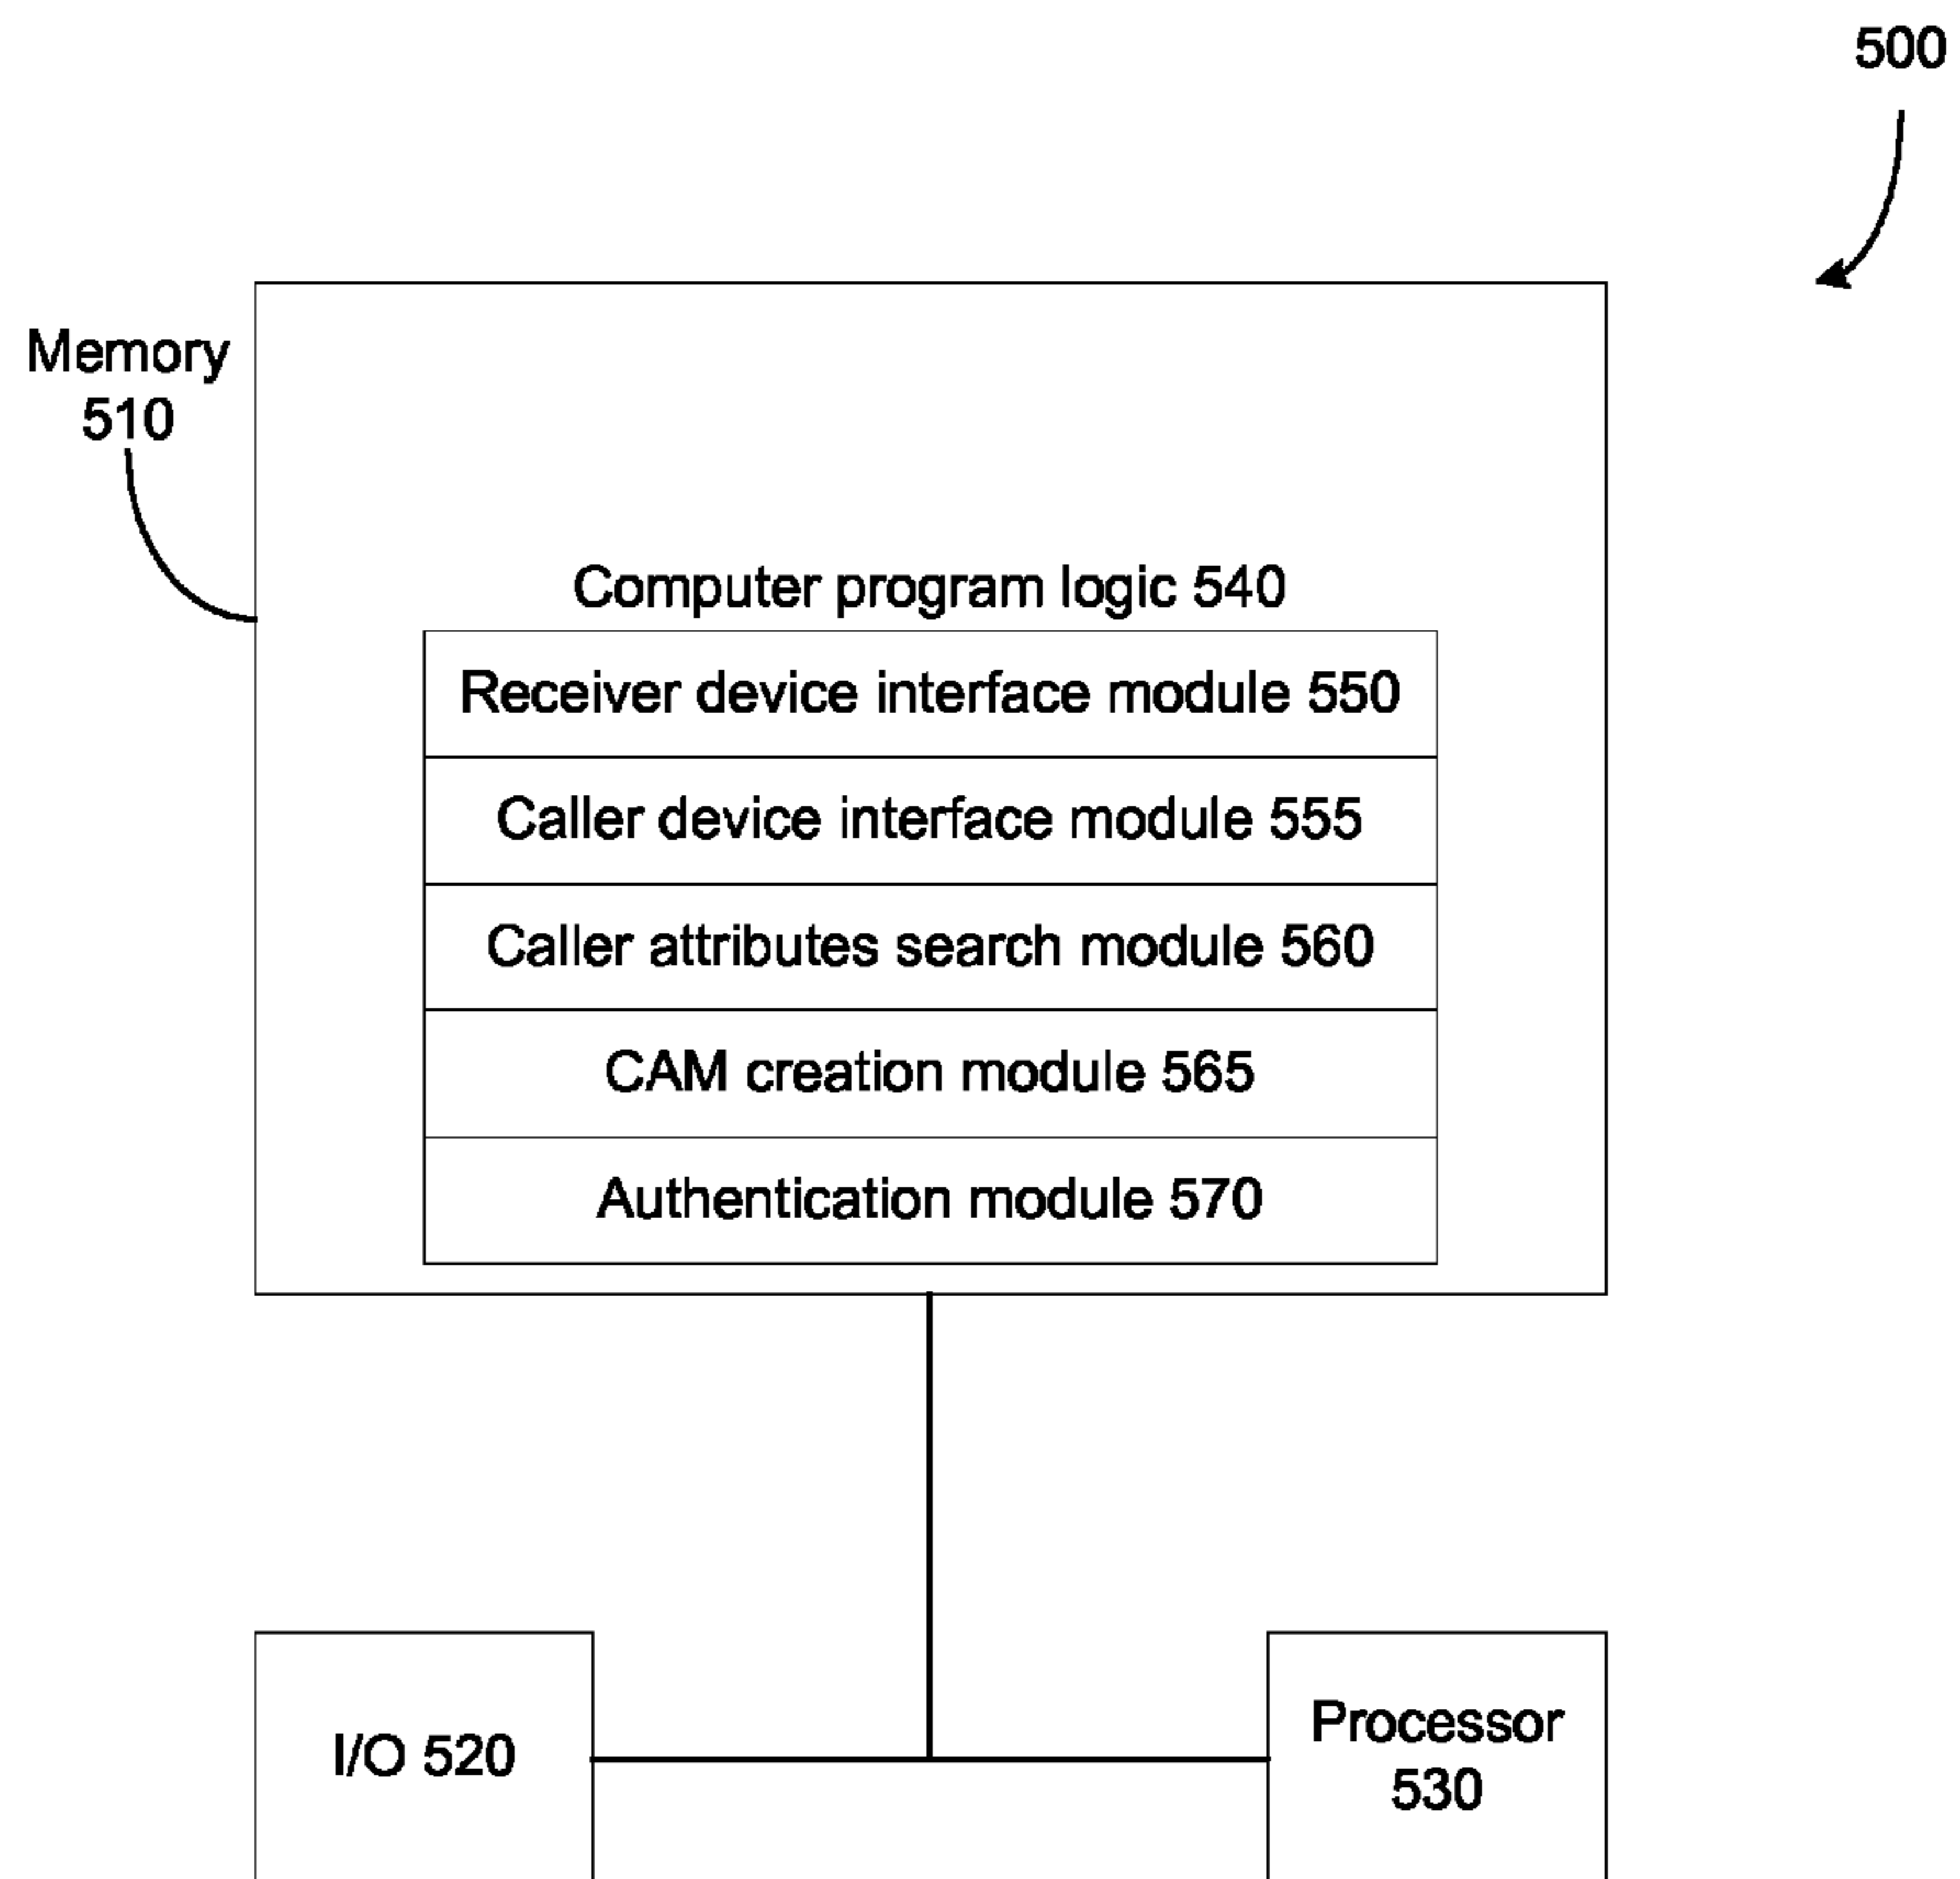 500
Memory
510
Computer program logic 540
Receiver device interface module 550
Caller device interface module 555
Caller attributes search module 560
CAM creation module 565
Authentication module 570
I/O 520
Processor
530